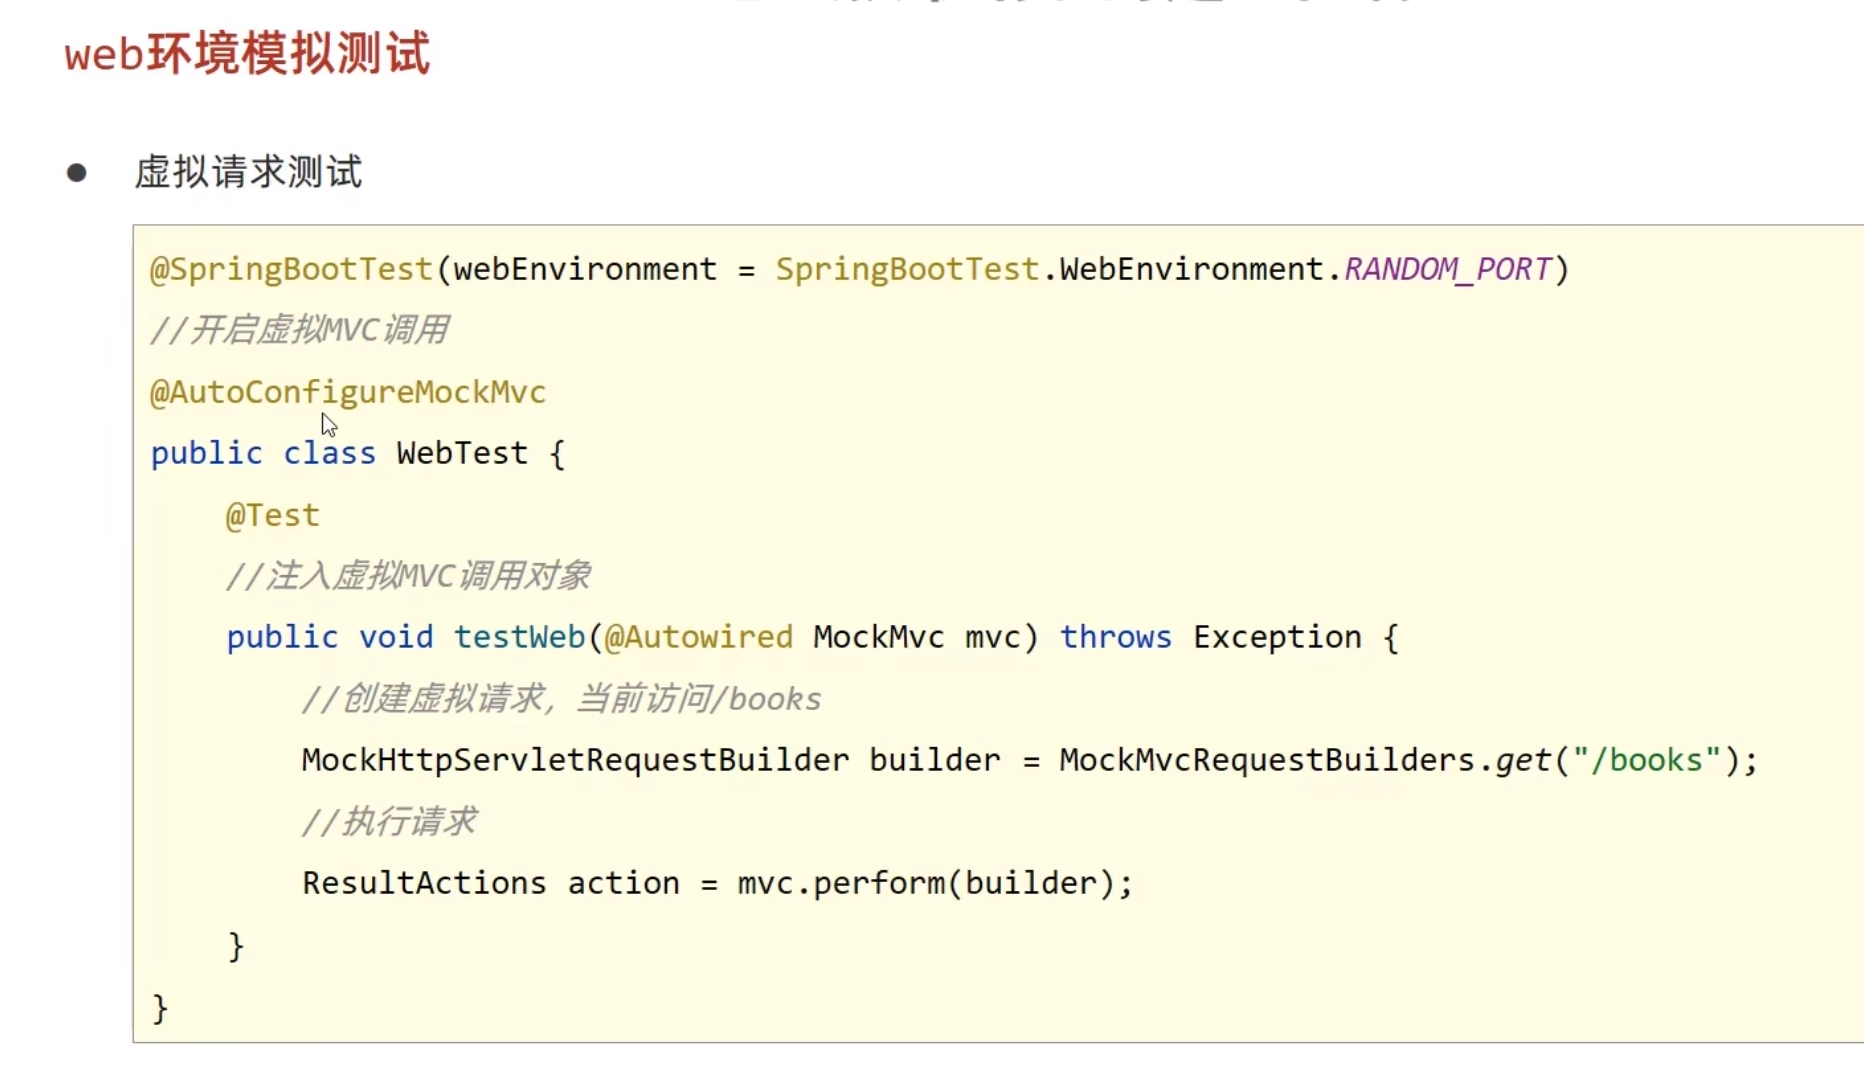 web环境模拟测试
● 虚拟请求测试
@SpringBootTest(webEnvironment = SpringBootTest.WebEnvironment.RANDOM_PORT)
//开启虚拟MVC调用
@AutoConfigureMockMvc
public class WebTest {
    @Test
    //注入虚拟MVC调用对象
    public void testWeb(@Autowired MockMvc mvc) throws Exception {
        //创建虚拟请求，当前访问/books
        MockHttpServletRequestBuilder builder = MockMvcRequestBuilders.get("/books");
        //执行请求
        ResultActions action = mvc.perform(builder);
    }
}